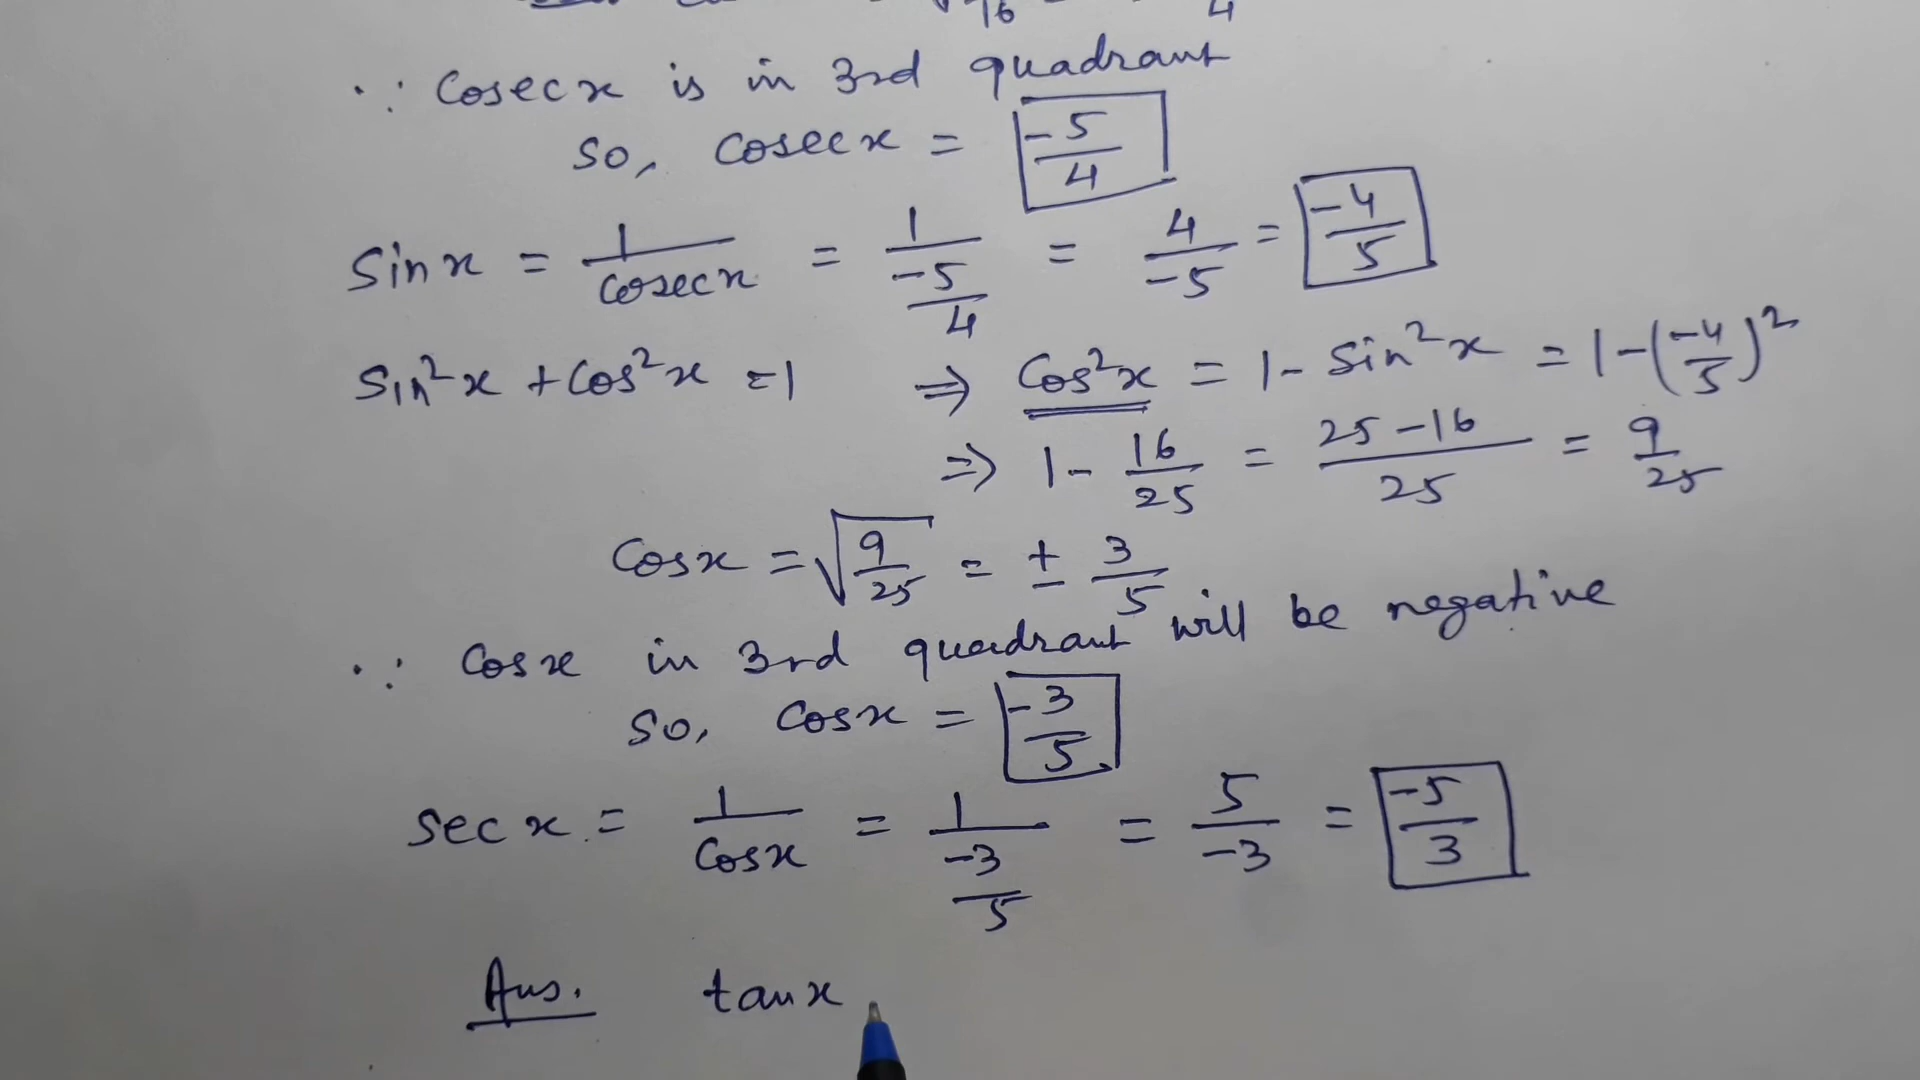 ∵ Cosec x is in 3rd quadrant
So, Cosec x = -5/4
Sin x = 1/Cosec x = 1/(-5/4) = 4/-5 = -4/5
Sin²x + Cos²x = 1 ⇒ Cos²x = 1 - Sin²x = 1-(-4/5)²
⇒ 1 - 16/25 = 25-16/25 = 9/25
Cos x = √9/25 = ± 3/5
∵ Cos x in 3rd quadrant will be negative
So, Cos x = -3/5
Sec x = 1/Cos x = 1/(-3/5) = 5/-3 = -5/3
Ans. tan x